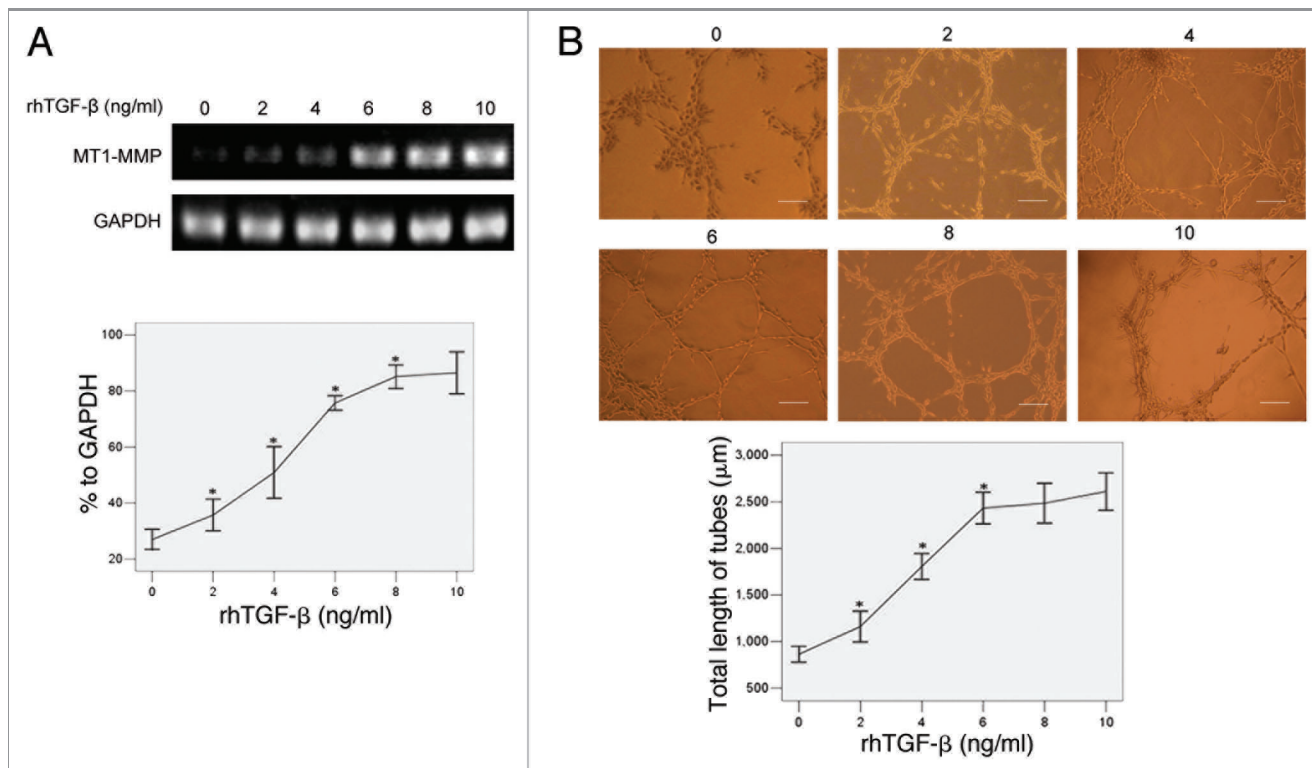 A
rhTGF-β (ng/ml) 0 2 4 6 8 10
MT1-MMP
GAPDH
100
80
60
40
20
% to GAPDH
*
*
*
*
0 2 4 6 8 10
rhTGF-β (ng/ml)
B
0 2 4
6 8 10
3,000
2,500
2,000
1,500
1,000
500
Total length of tubes (μm)
*
*
*
0 2 4 6 8 10
rhTGF-β (ng/ml)